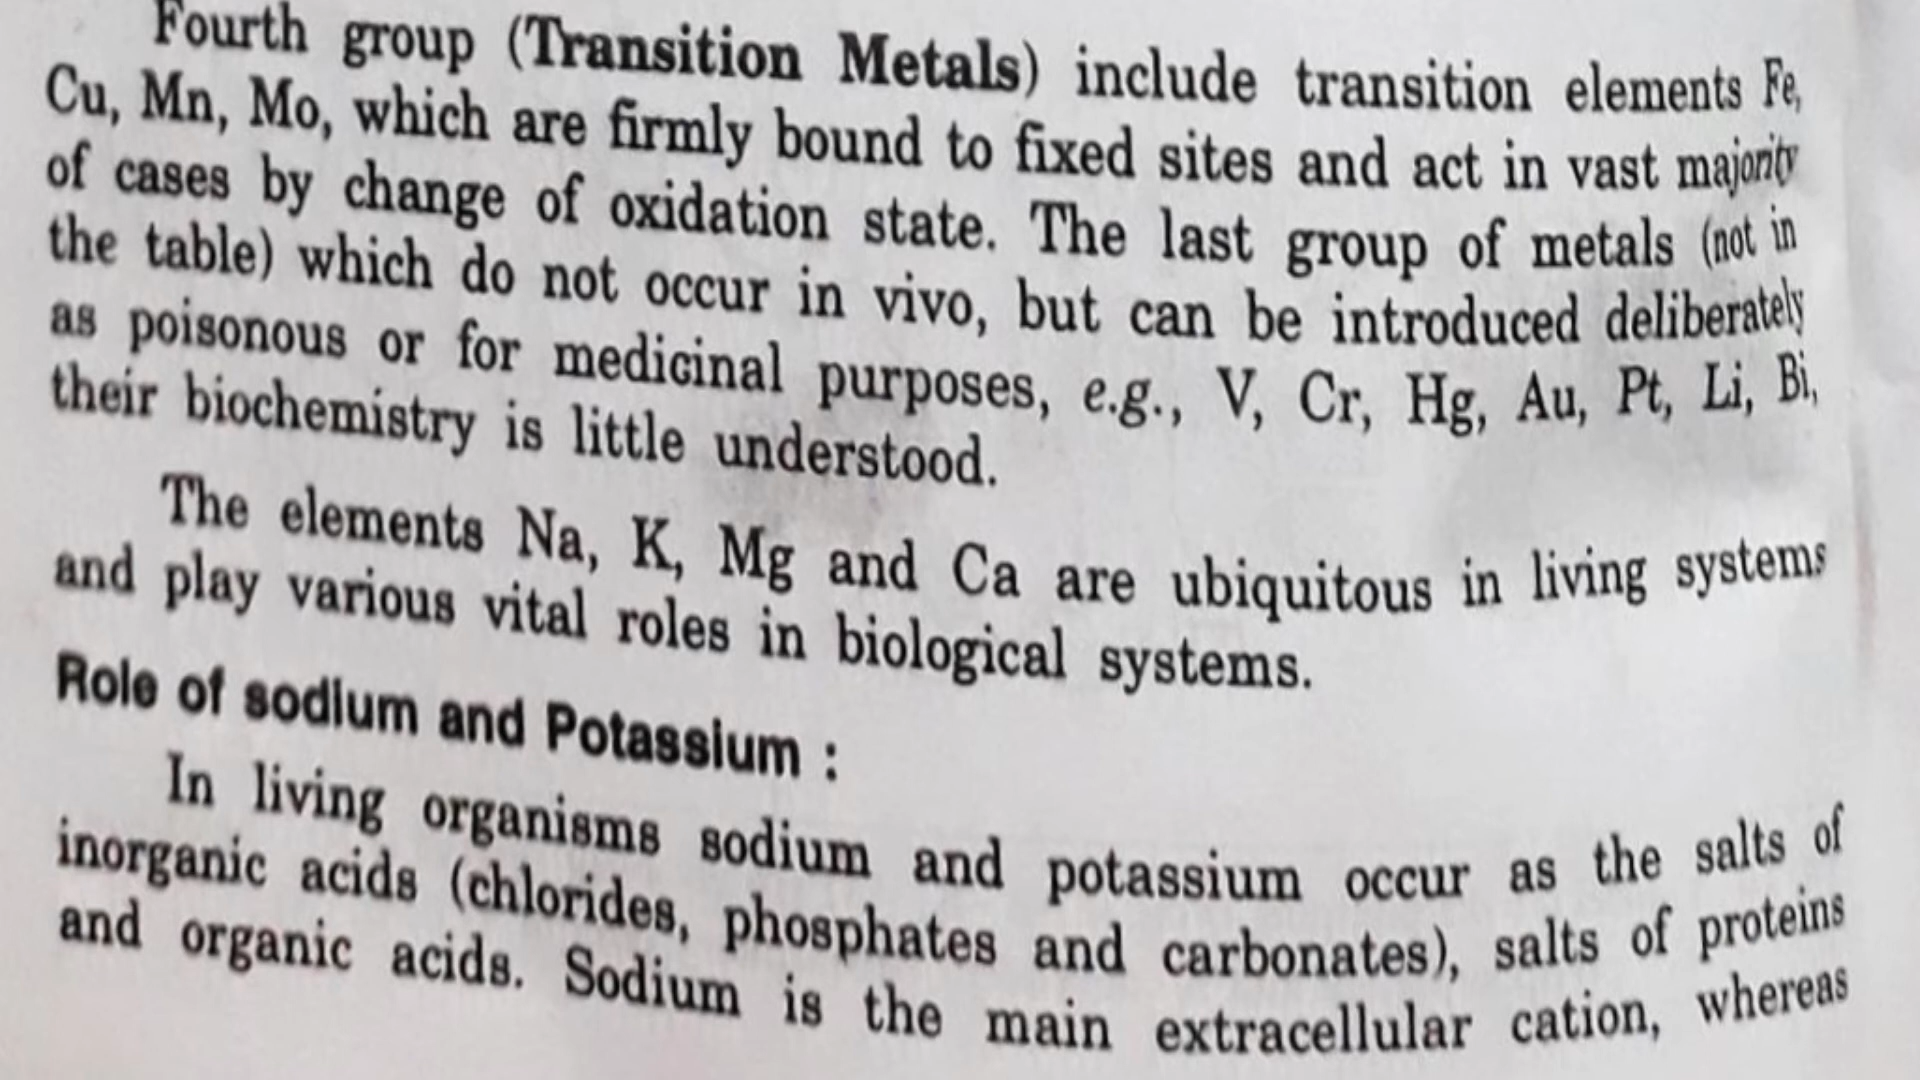 Fourth group (Transition Metals) include transition elements Fe,
Cu, Mn, Mo, which are firmly bound to fixed sites and act in vast majority
of cases by change of oxidation state. The last group of metals (not in
the table) which do not occur in vivo, but can be introduced deliberately
as poisonous or for medicinal purposes, e.g., V, Cr, Hg, Au, Pt, Li, Bi,
their biochemistry is little understood.
The elements Na, K, Mg and Ca are ubiquitous in living systems
and play various vital roles in biological systems.
Role of sodium and Potassium :
In living organisms sodium and potassium occur as the salts of
inorganic acids (chlorides, phosphates and carbonates), salts of proteins
and organic acids. Sodium is the main extracellular cation, whereas